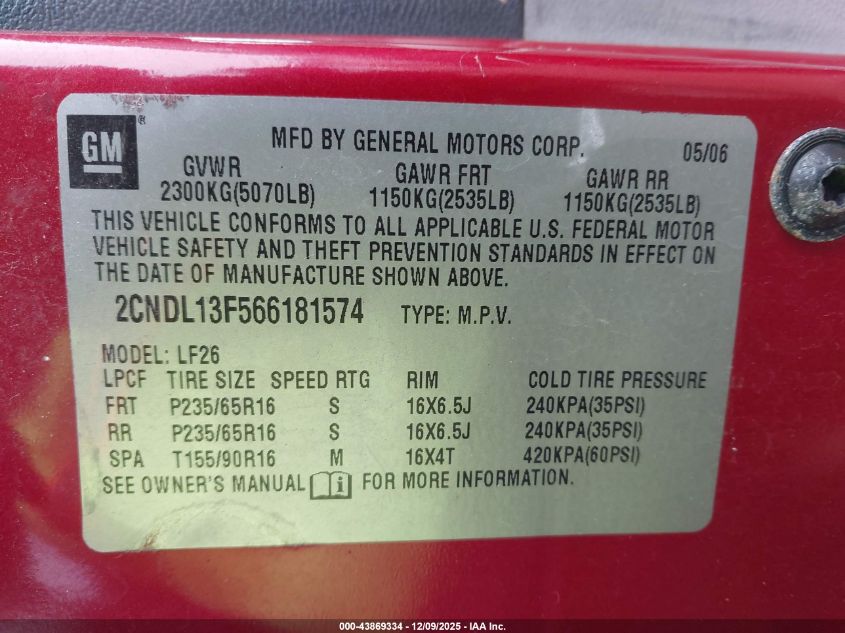 GM®
MFD BY GENERAL MOTORS CORP. 05/06
GVWR GAWR FRT GAWR RR
2300KG(5070LB) 1150KG(2535LB) 1150KG(2535LB)
THIS VEHICLE CONFORMS TO ALL APPLICABLE U.S. FEDERAL MOTOR
VEHICLE SAFETY AND THEFT PREVENTION STANDARDS IN EFFECT ON
THE DATE OF MANUFACTURE SHOWN ABOVE.
2CNDL13F566181574 TYPE: M.P.V.
MODEL: LF26
LPCF TIRE SIZE SPEED RTG RIM COLD TIRE PRESSURE
FRT P235/65R16 S 16X6.5J 240KPA(35PSI)
RR P235/65R16 S 16X6.5J 240KPA(35PSI)
SPA T155/90R16 M 16X4T 420KPA(60PSI)
SEE OWNER'S MANUAL i FOR MORE INFORMATION.
000-43869334 | 12/09/2025 - IAA Inc.